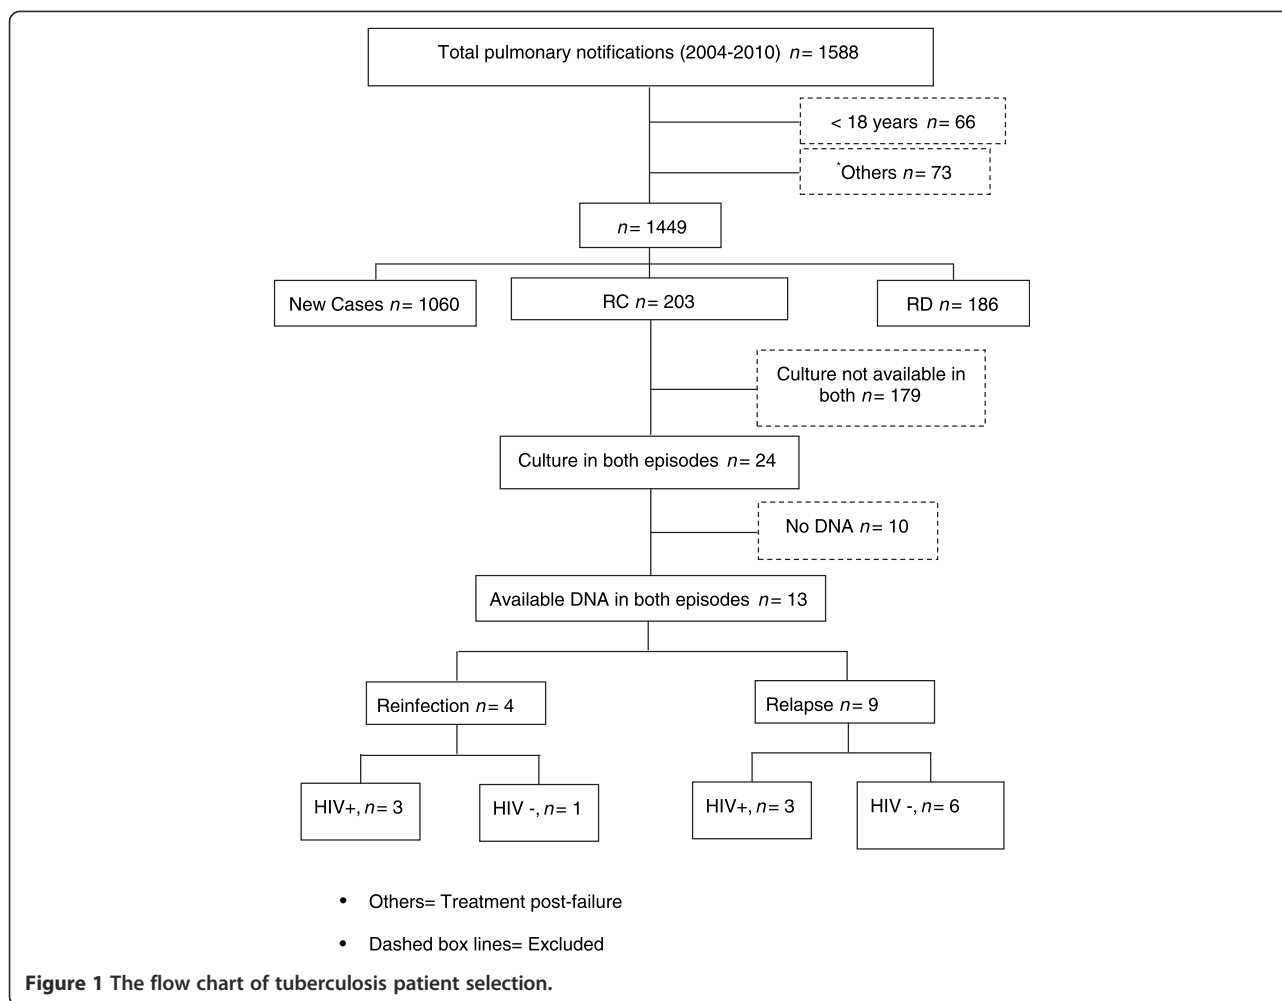 Total pulmonary notifications (2004-2010) n= 1588
< 18 years n= 66
*Others n= 73
n= 1449
New Cases n= 1060
RC n= 203
RD n= 186
Culture not available in
both n= 179
Culture in both episodes n= 24
No DNA n= 10
Available DNA in both episodes n= 13
Reinfection n= 4
Relapse n= 9
HIV+, n= 3
HIV -, n= 1
HIV+, n= 3
HIV -, n= 6
• Others= Treatment post-failure
• Dashed box lines= Excluded
Figure 1 The flow chart of tuberculosis patient selection.